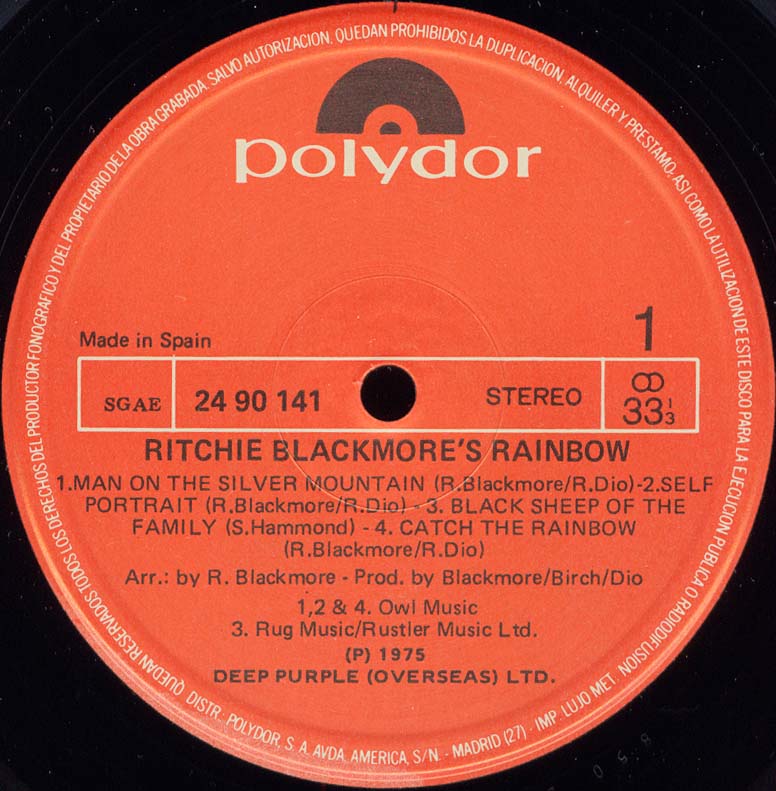 QUEDAN RESERVADOS TODOS LOS DERECHOS DEL PRODUCTOR FONOGRAFICO Y DEL PROPIETARIO DE LA OBRA GRABADA. SALVO AUTORIZACION. QUEDAN PROHIBIDOS LA DUPLICACION, ALQUILER Y PRESTAMO; ASI COMO LA UTILIZACION DE ESTE DISCO PARA LA EJECUCION PUBLICA O RADIODIFUSION
polydor
1
Made in Spain
SGAE 24 90 141 STEREO 33 1/3
RITCHIE BLACKMORE'S RAINBOW
1.MAN ON THE SILVER MOUNTAIN (R.Blackmore/R.Dio)-2.SELF
PORTRAIT (R.Blackmore/R.Dio) - 3. BLACK SHEEP OF THE
FAMILY (S.Hammond) - 4. CATCH THE RAINBOW
(R.Blackmore/R.Dio)
Arr.: by R. Blackmore - Prod. by Blackmore/Birch/Dio
1,2 & 4. Owl Music
3. Rug Music/Rustler Music Ltd.
(P) 1975
DEEP PURPLE (OVERSEAS) LTD.
DISTR. POLYDOR, S. A. AVDA. AMERICA, S/N. - MADRID (27) - IMP. LUJO MET.